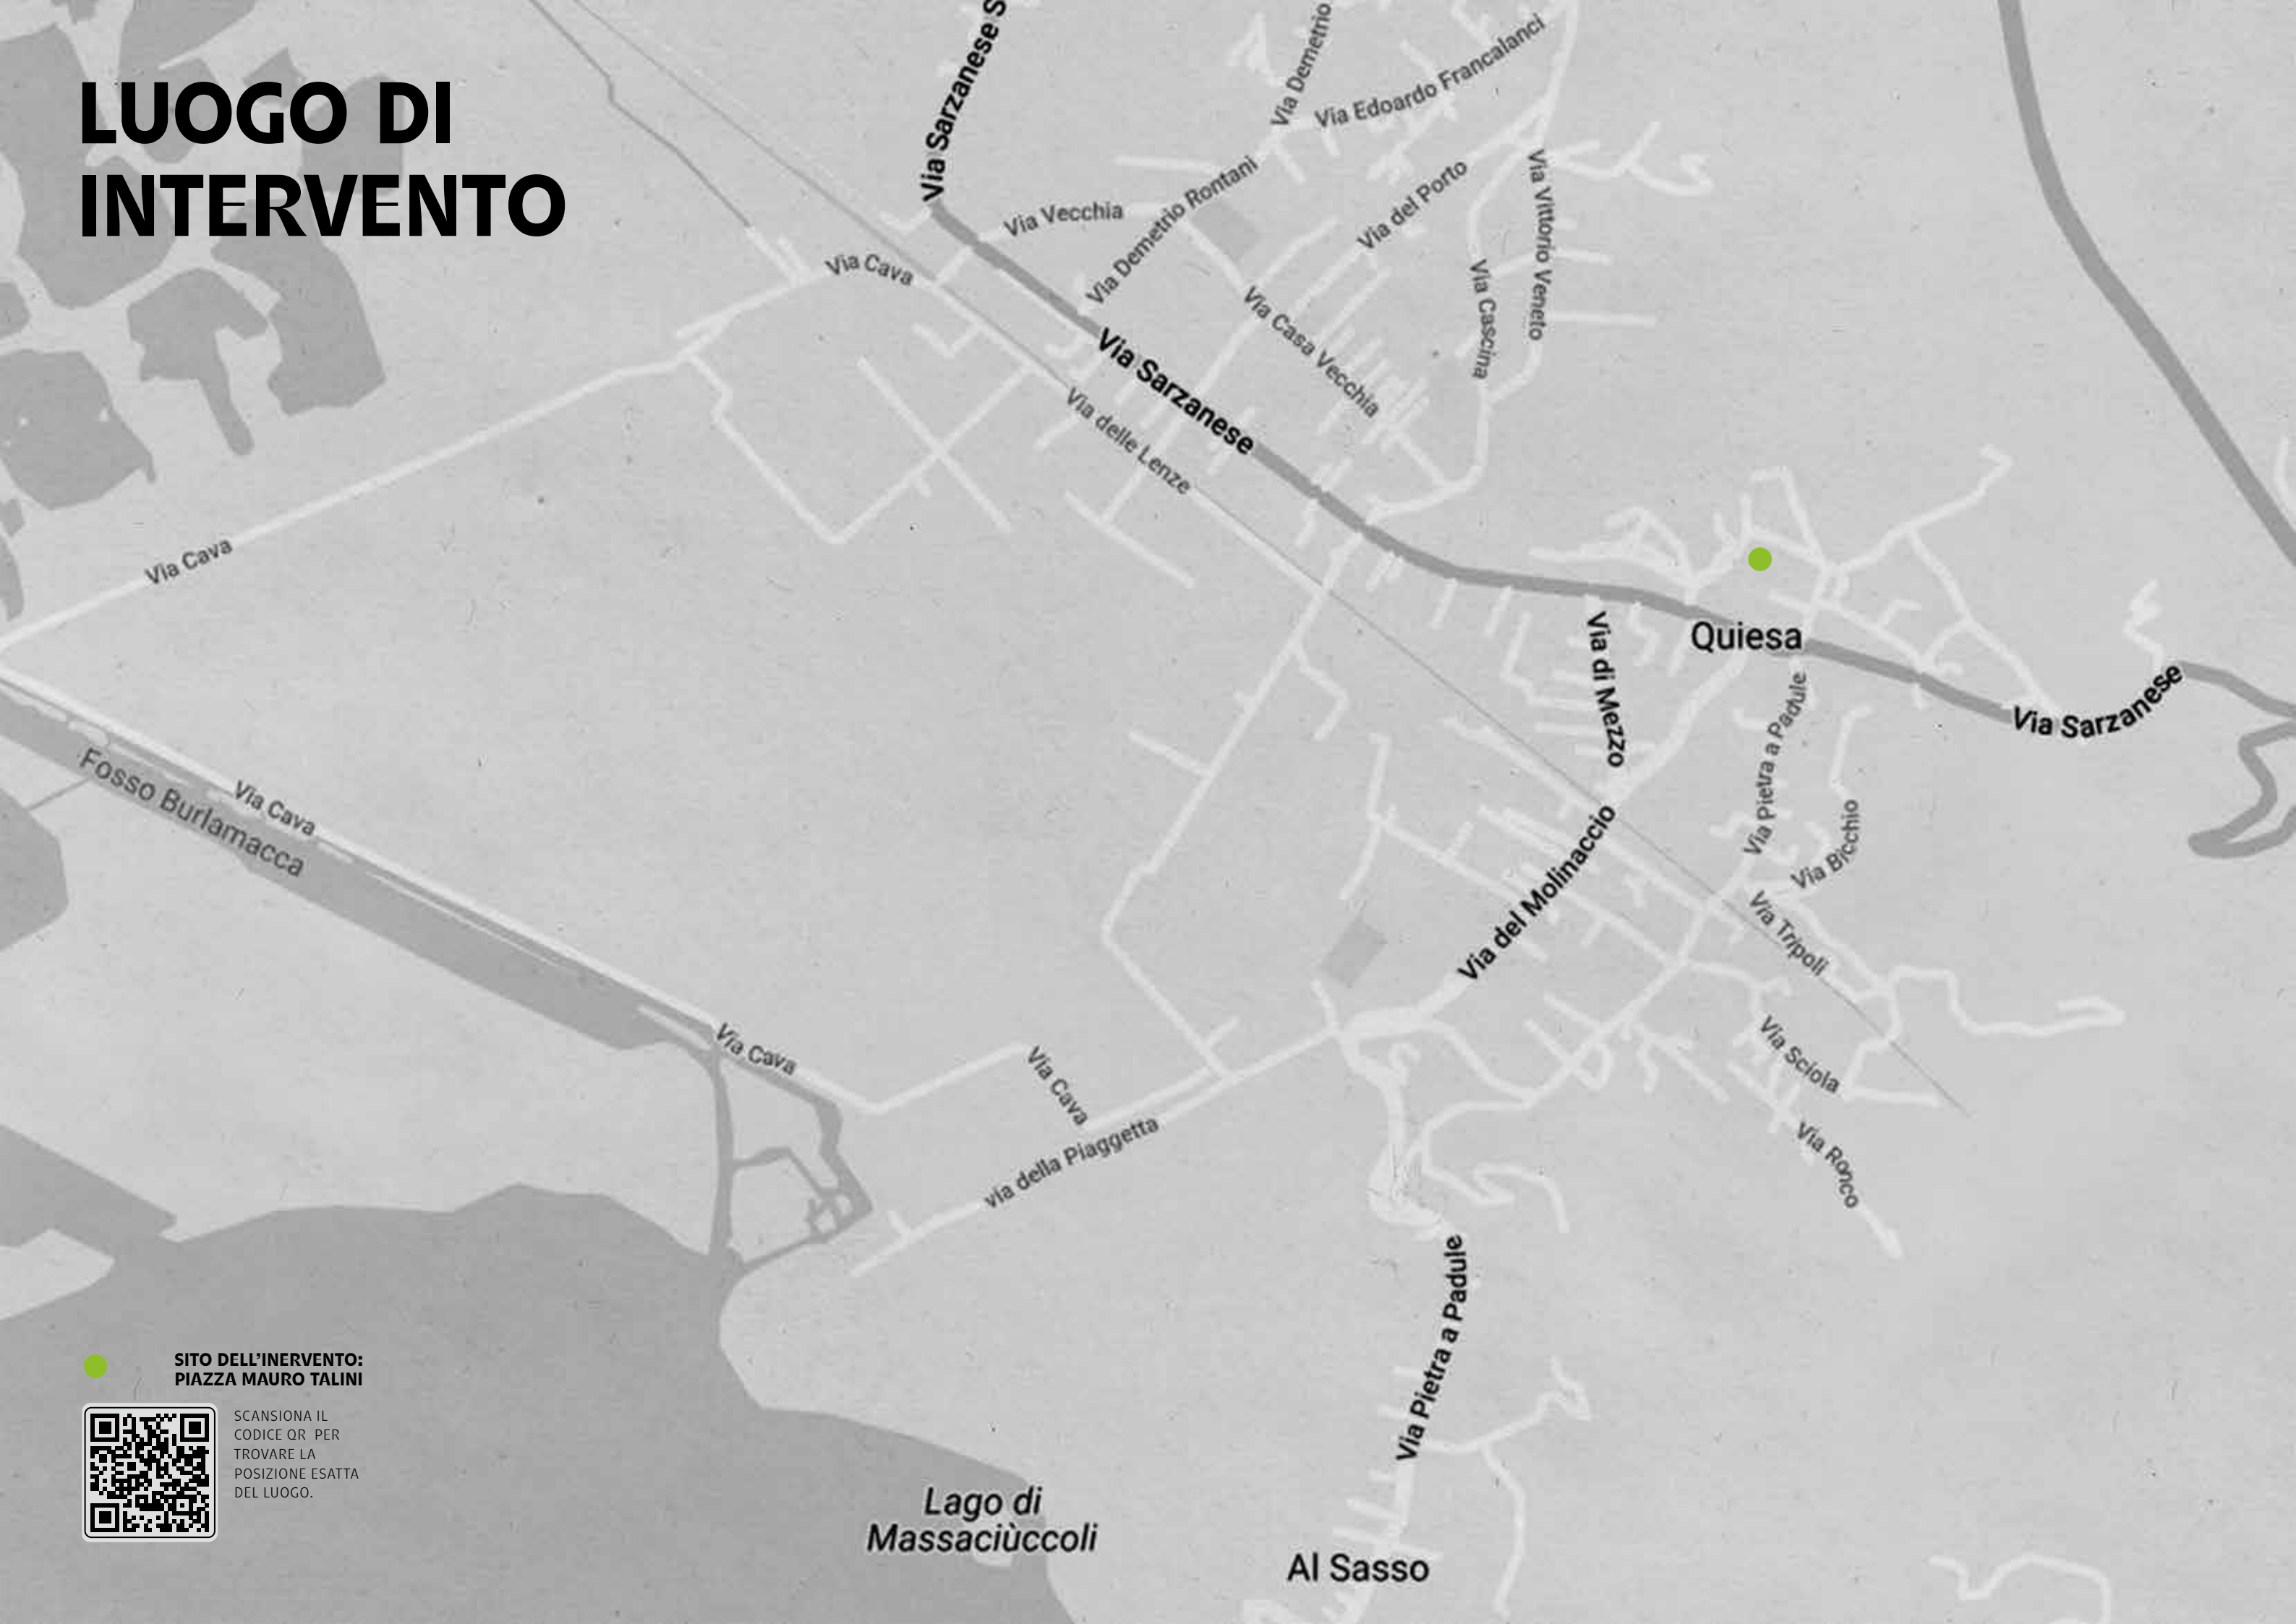 LUOGO DI
INTERVENTO
Via Sarzanese S
Via Demetrio
Via Edoardo Francalanci
Via Vecchia
Via Demetrio Rontani
Via del Porto
Via Vittorio Veneto
Via Cava
Via Casa Vecchia
Via Cascina
Via Sarzanese
Via delle Lenze
Via Cava
Quiesa
Via di Mezzo
Via Pietra a Padule
Via Sarzanese
Fosso Burlamacca
Via Cava
Via del Molinaccio
Via Bicchio
Via Tripoli
Via Cava
Via Cava
Via Sciola
via della Piaggetta
Via Ronco
Via Pietra a Padule
SITO DELL’INERVENTO:
PIAZZA MAURO TALINI
SCANSIONA IL
CODICE QR PER
TROVARE LA
POSIZIONE ESATTA
DEL LUOGO.
Lago di
Massaciùccoli
Al Sasso